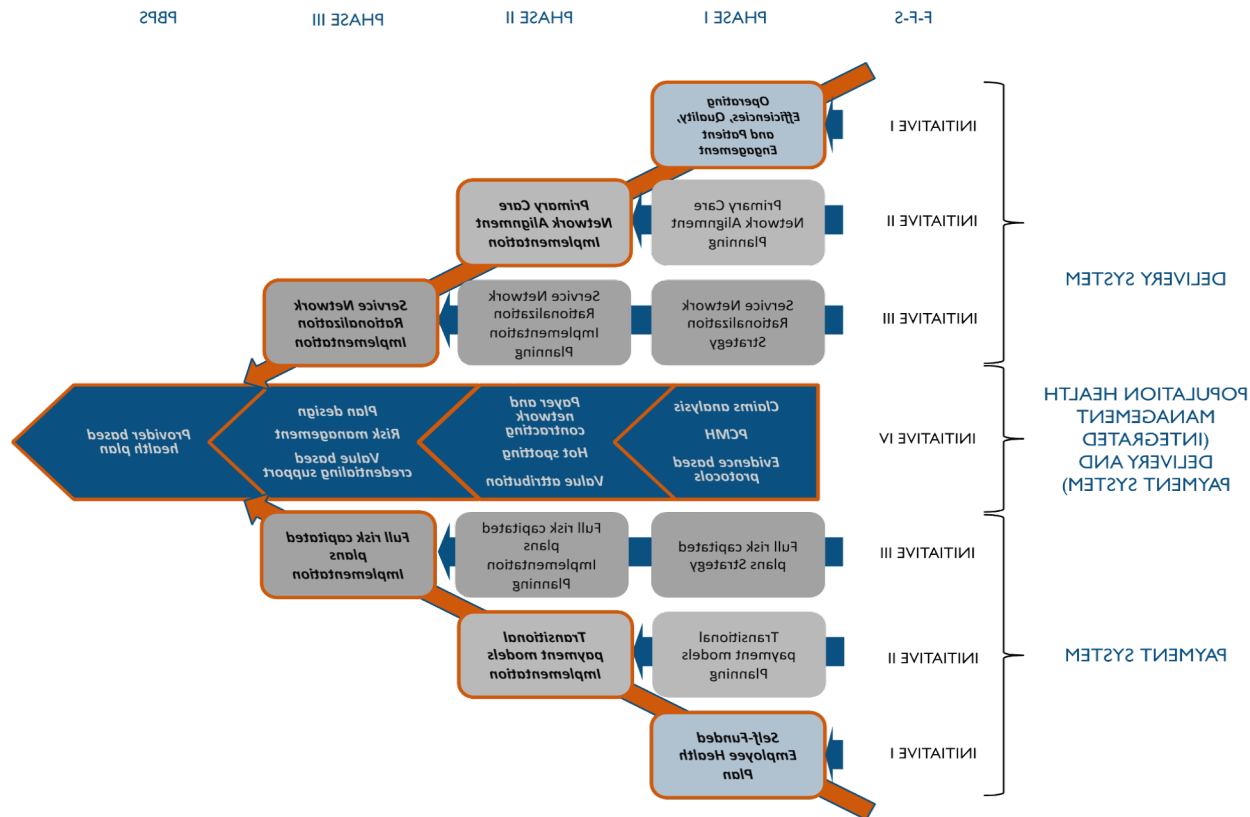 F-F-S
PHASE I
PHASE II
PHASE III
PBPS
DELIVERY SYSTEM
INITIATIVE I
Operating
Efficiencies, Quality,
and Patient
Engagement
INITIATIVE II
Primary Care
Network Alignment
Planning
Primary Care
Network Alignment
Implementation
INITIATIVE III
Service Network
Rationalization
Strategy
Service Network
Rationalization
Implementation
Planning
Service Network
Rationalization
Implementation
POPULATION HEALTH
MANAGEMENT
(INTEGRATED
DELIVERY AND
PAYMENT SYSTEM)
INITIATIVE IV
Claims analysis
PCMH
Evidence based
protocols
Payer and
network
contracting
Hot spotting
Value attribution
Plan design
Risk management
Value based
credentialing support
Provider based
health plan
PAYMENT SYSTEM
INITIATIVE III
Full risk capitated
plans Strategy
Full risk capitated
plans
Implementation
Planning
Full risk capitated
plans
Implementation
INITIATIVE II
Transitional
payment models
Planning
Transitional
payment models
Implementation
INITIATIVE I
Self-Funded
Employee Health
Plan